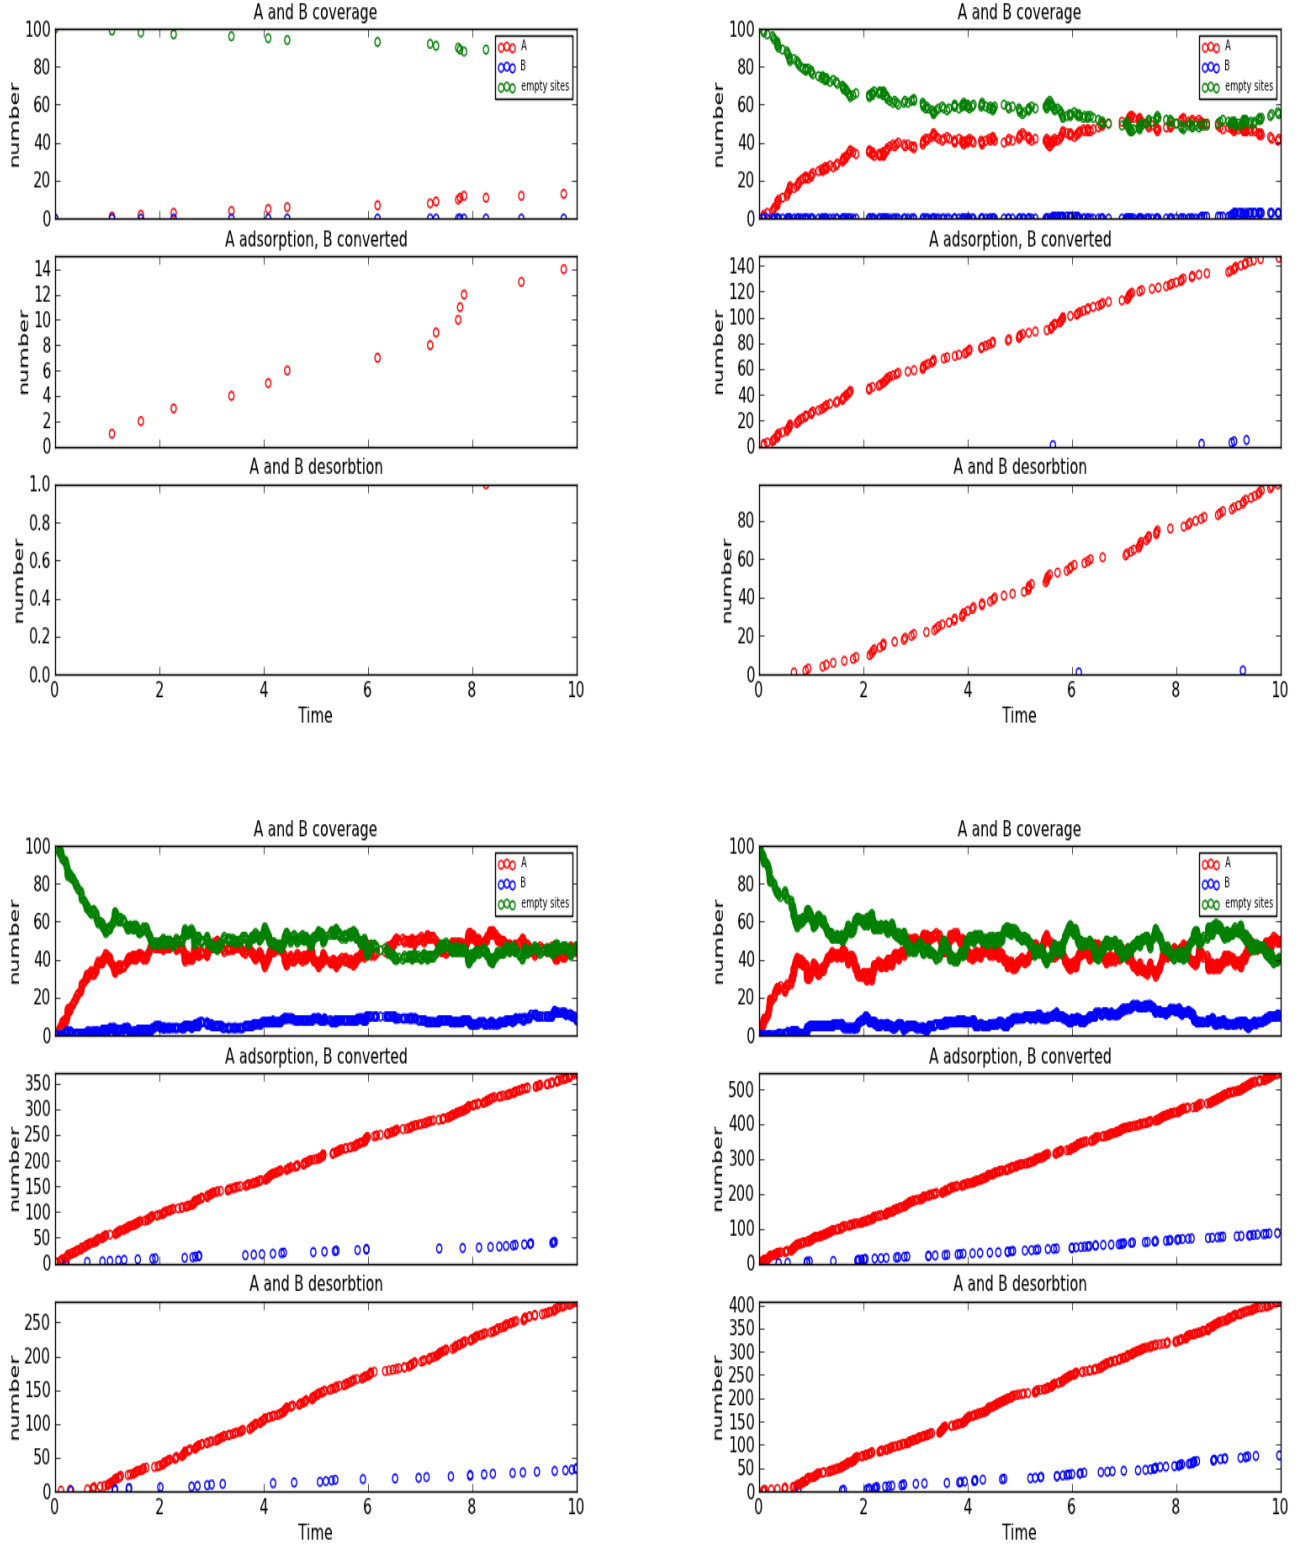 A and B coverage
number
100
80
60
40
20
0
A
B
empty sites
A adsorption, B converted
number
14
12
10
8
6
4
2
0
A and B desorbtion
number
1.0
0.8
0.6
0.4
0.2
0.0
0 2 4 6 8 10
Time
A and B coverage
number
100
80
60
40
20
0
A
B
empty sites
A adsorption, B converted
number
140
120
100
80
60
40
20
0
A and B desorbtion
number
80
60
40
20
0
0 2 4 6 8 10
Time
A and B coverage
number
100
80
60
40
20
0
A
B
empty sites
A adsorption, B converted
number
350
300
250
200
150
100
50
0
A and B desorbtion
number
250
200
150
100
50
0
0 2 4 6 8 10
Time
A and B coverage
number
100
80
60
40
20
0
A
B
empty sites
A adsorption, B converted
number
500
400
300
200
100
0
A and B desorbtion
number
400
350
300
250
200
150
100
50
0
0 2 4 6 8 10
Time